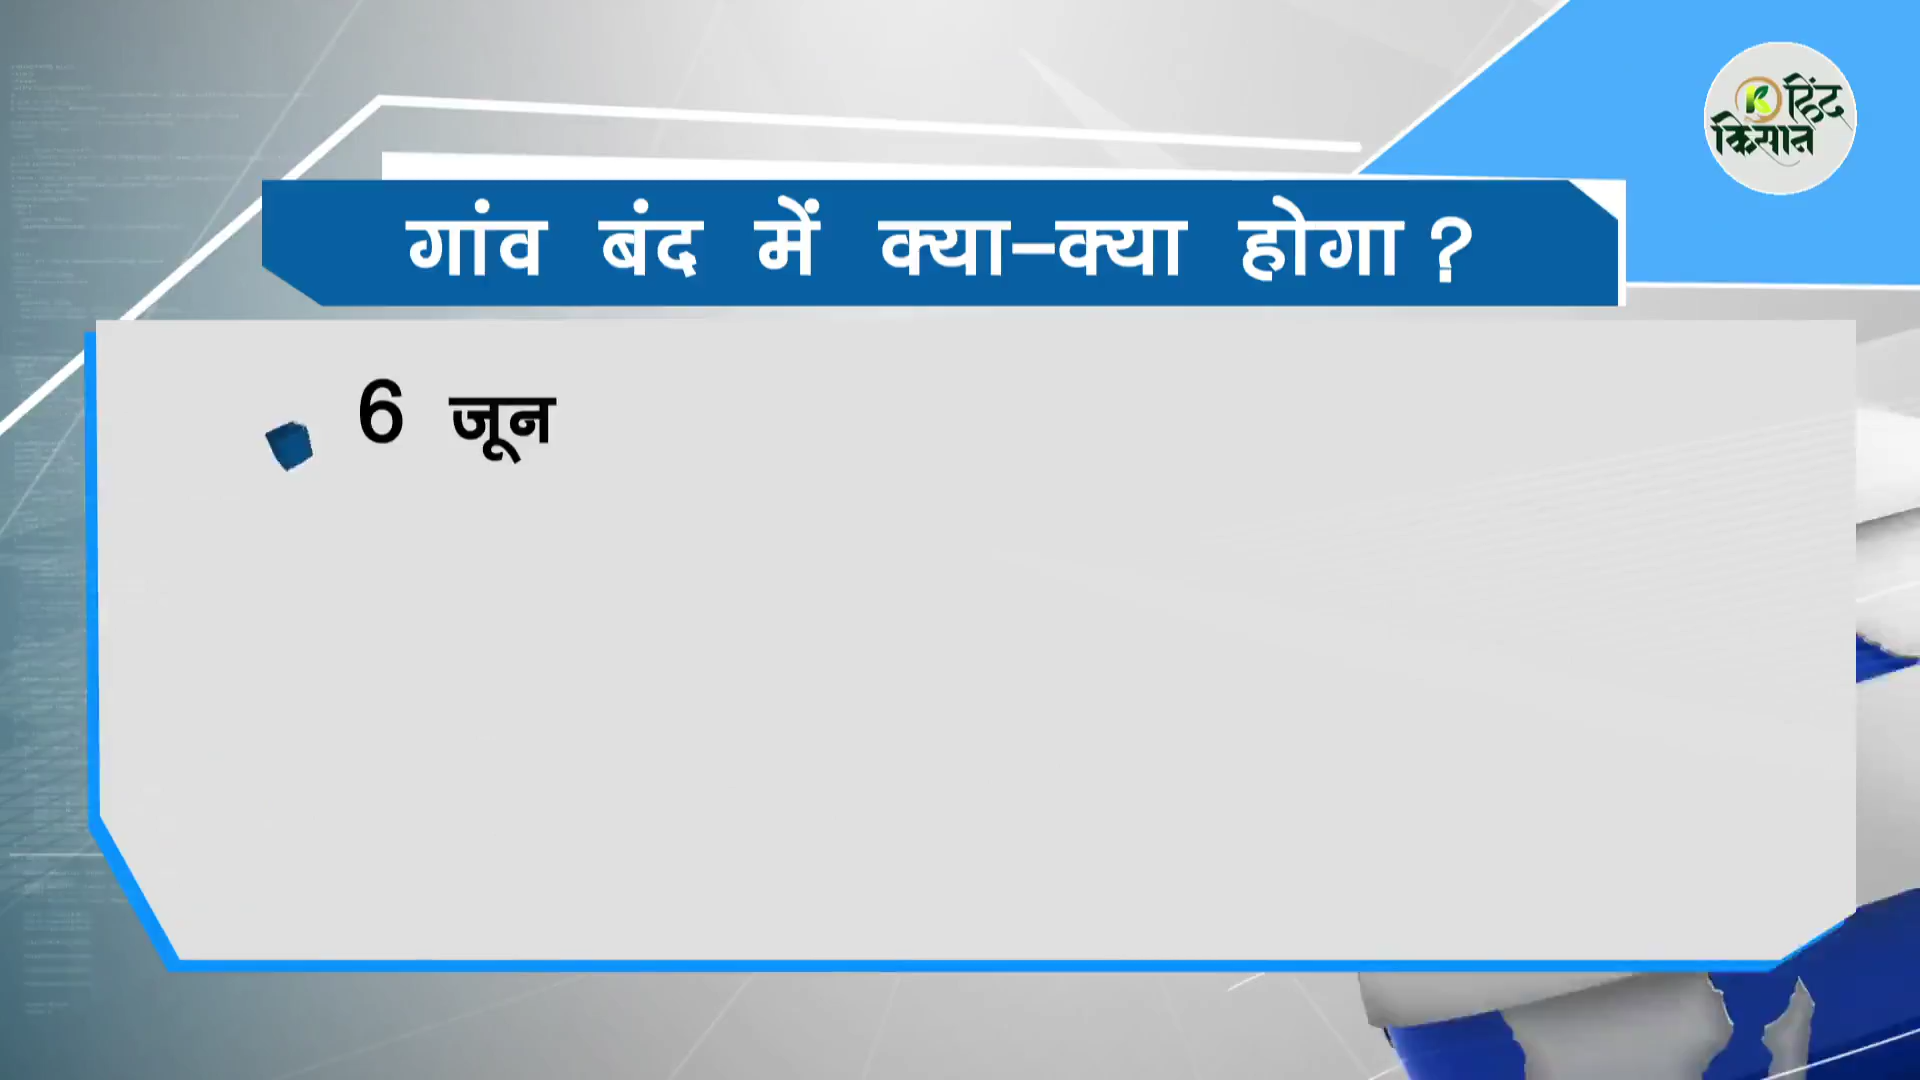 हिंद
किसान
गांव बंद में क्या-क्या होगा ?
6 जून